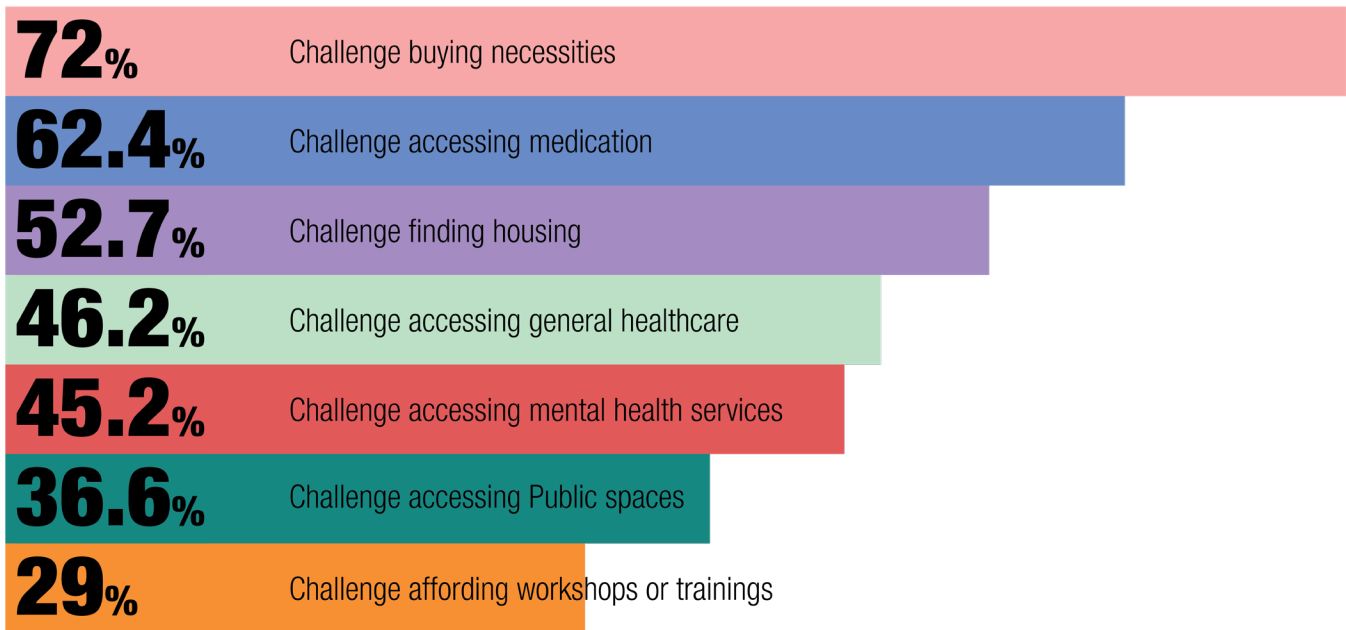 72% Challenge buying necessities
62.4% Challenge accessing medication
52.7% Challenge finding housing
46.2% Challenge accessing general healthcare
45.2% Challenge accessing mental health services
36.6% Challenge accessing Public spaces
29% Challenge affording workshops or trainings